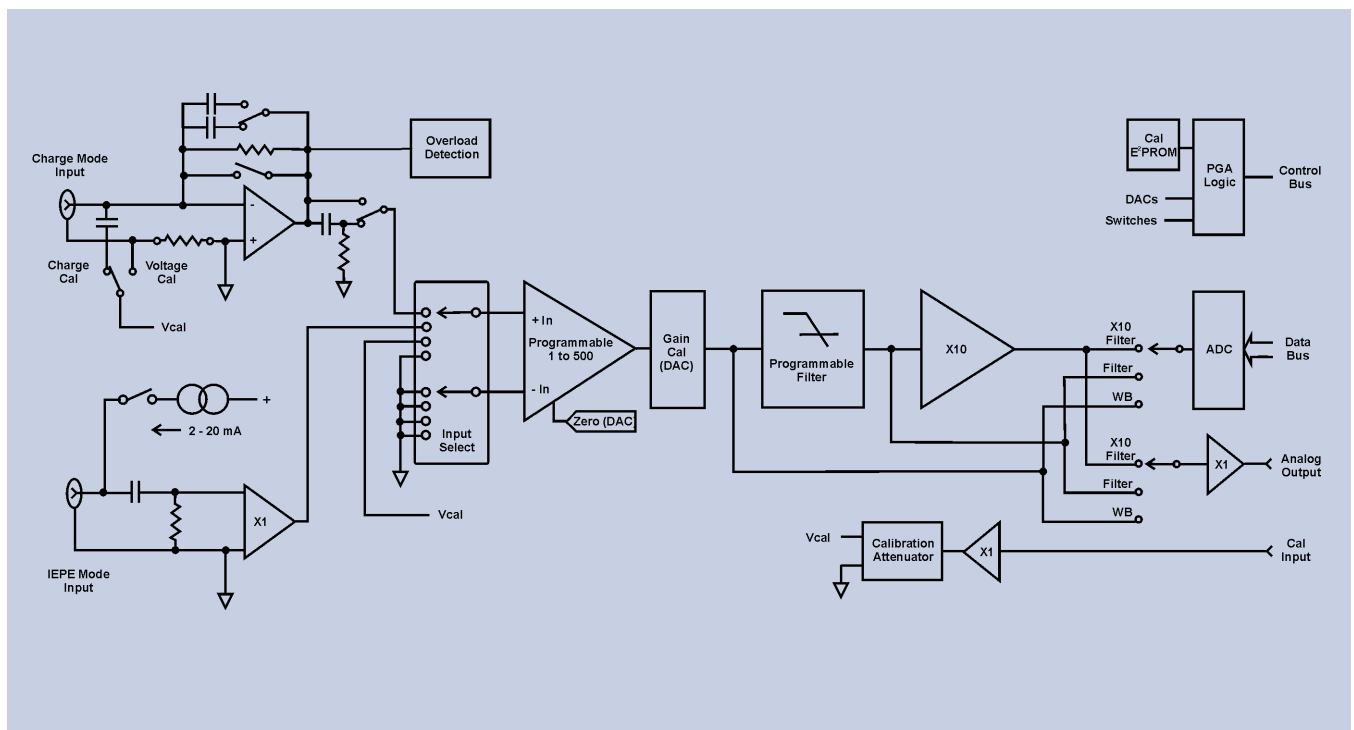 Charge Mode
Input
-
+
Charge
Cal
Voltage
Cal
Vcal
Overload
Detection
+
2 - 20 mA
X1
IEPE Mode
Input
Input
Select
Vcal
+ In
Programmable
1 to 500
- In
Zero (DAC
Gain
Cal
(DAC)
Programmable
Filter
X10
Cal
E²PROM
PGA
Logic
Control
Bus
DACs
Switches
X10
Filter
Filter
WB
ADC
Data
Bus
X10
Filter
Filter
WB
X1
Analog
Output
Vcal
Calibration
Attenuator
X1
Cal
Input